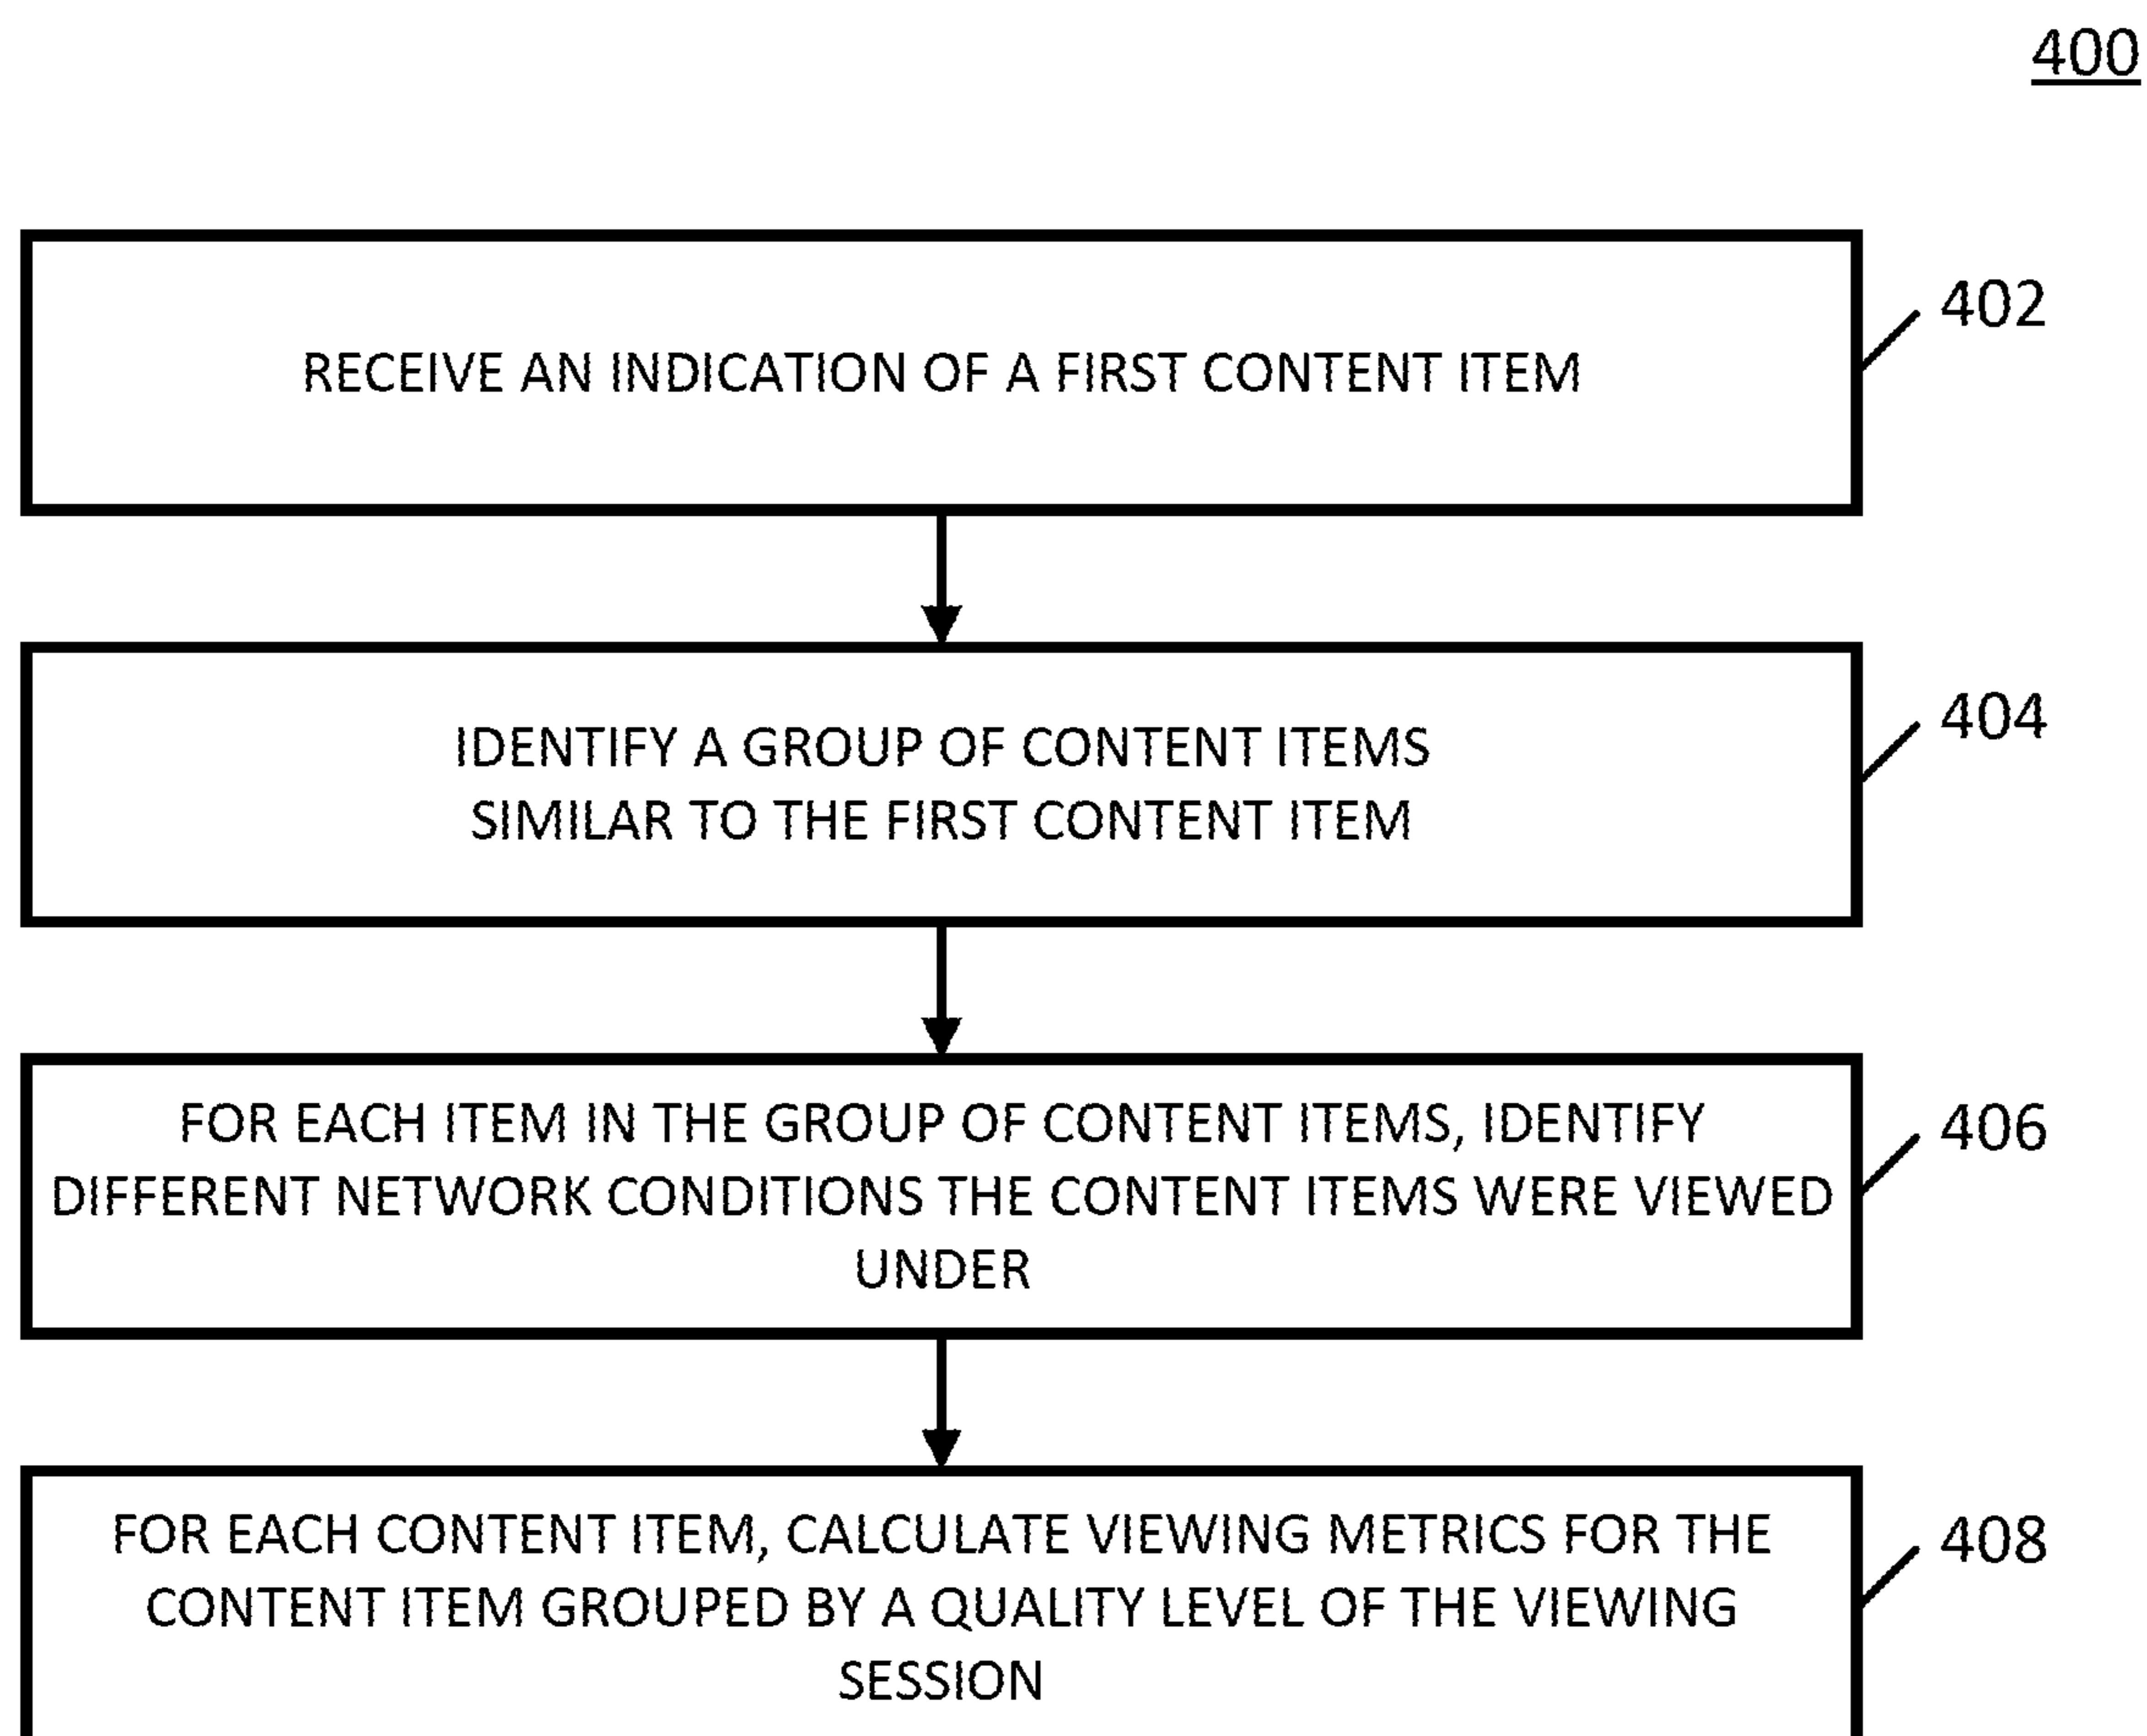 400
RECEIVE AN INDICATION OF A FIRST CONTENT ITEM
402
IDENTIFY A GROUP OF CONTENT ITEMS
SIMILAR TO THE FIRST CONTENT ITEM
404
FOR EACH ITEM IN THE GROUP OF CONTENT ITEMS, IDENTIFY
DIFFERENT NETWORK CONDITIONS THE CONTENT ITEMS WERE VIEWED
UNDER
406
FOR EACH CONTENT ITEM, CALCULATE VIEWING METRICS FOR THE
CONTENT ITEM GROUPED BY A QUALITY LEVEL OF THE VIEWING
SESSION
408